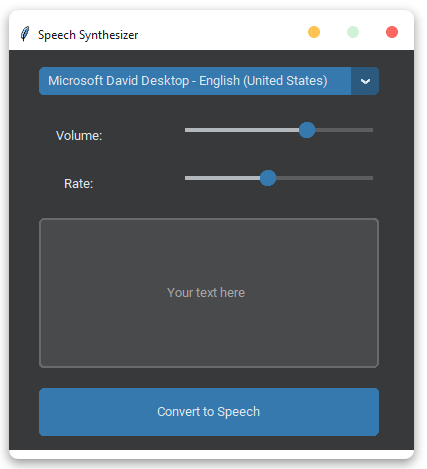 Speech Synthesizer
Microsoft David Desktop - English (United States)
Volume:
Rate:
Your text here
Convert to Speech